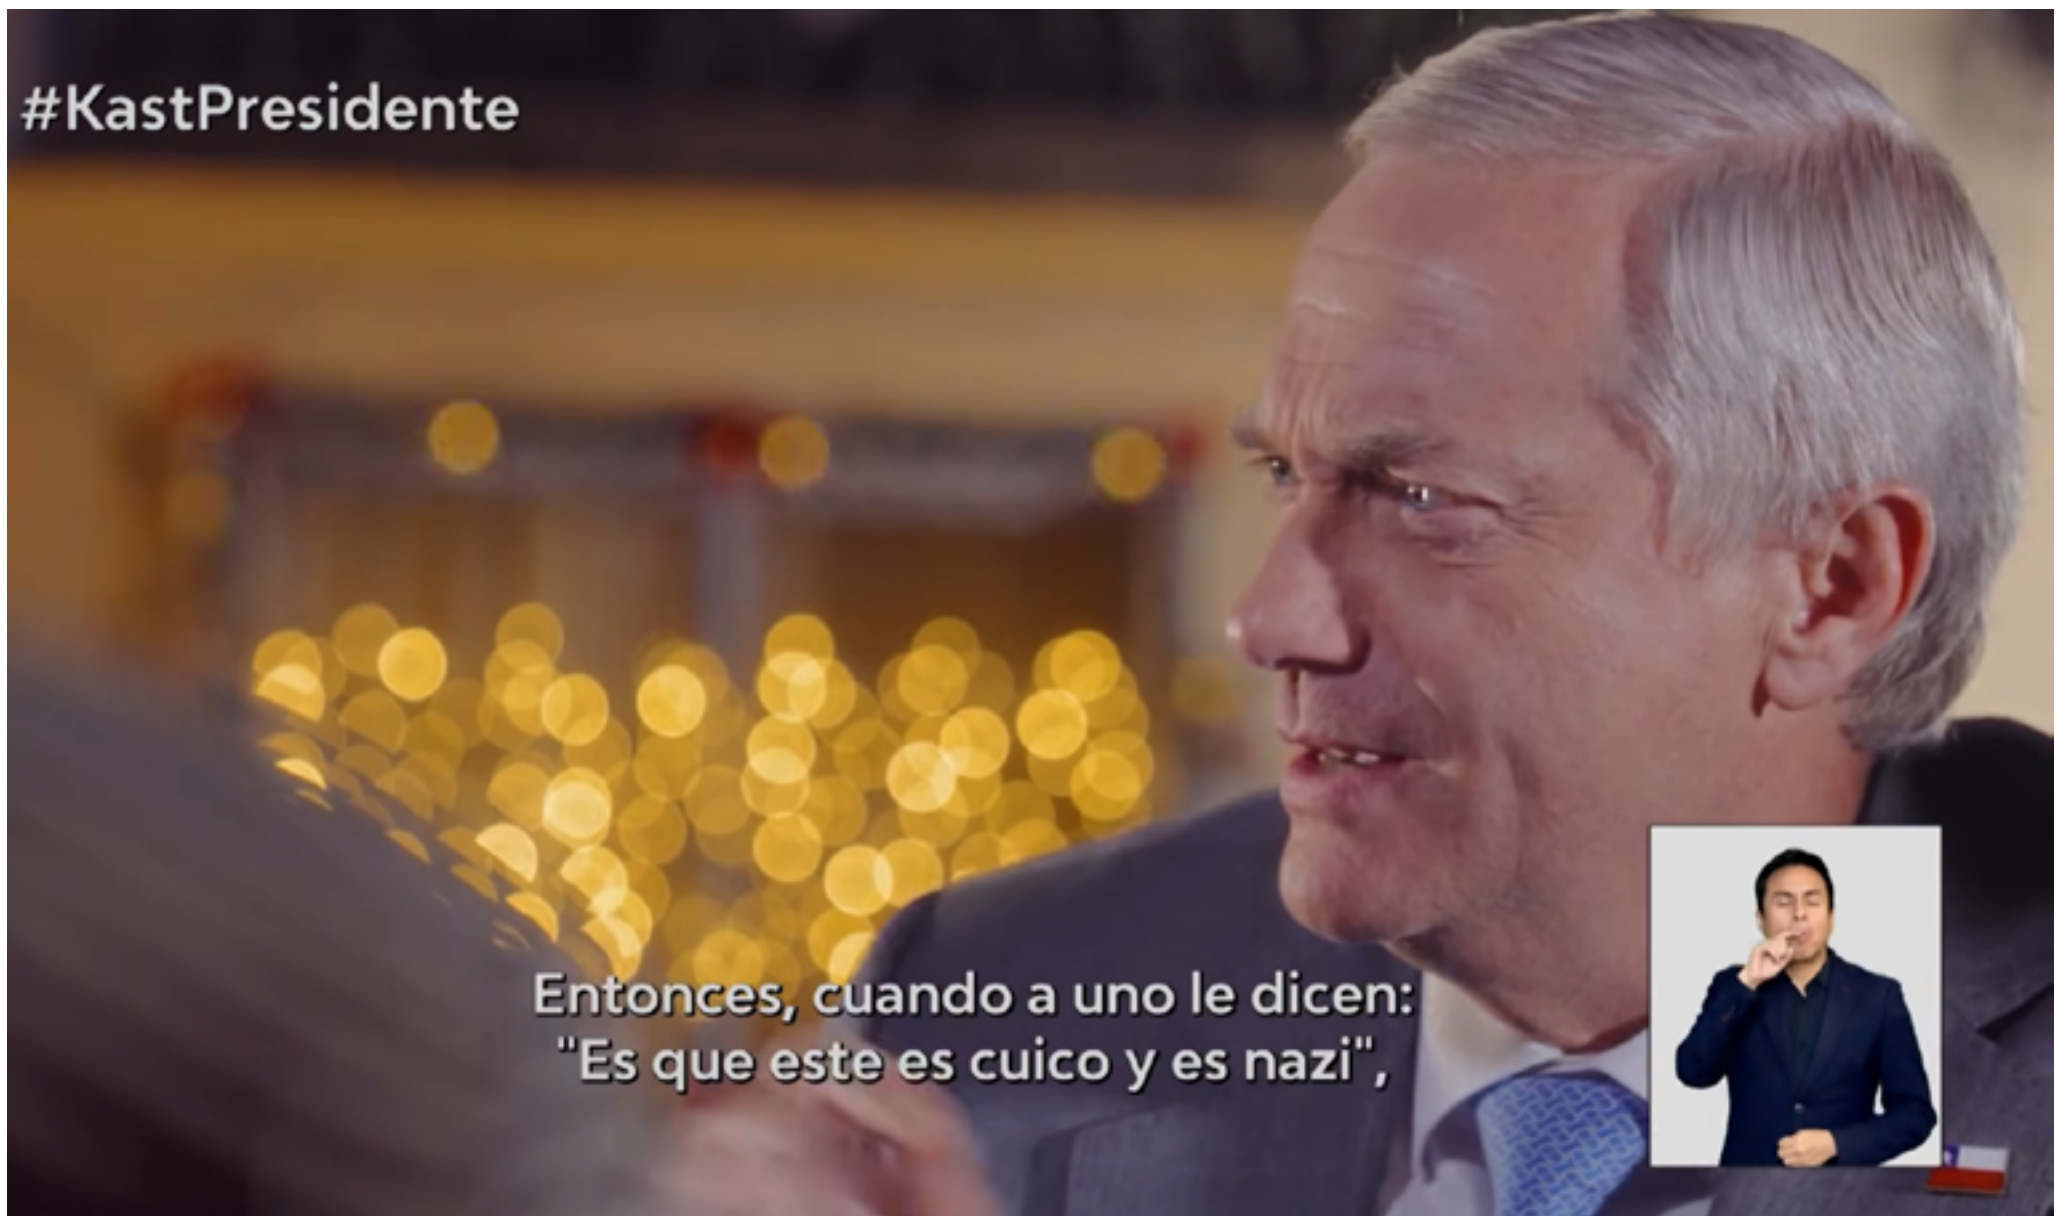 #KastPresidente
Entonces, cuando a uno le dicen:
"Es que este es cuico y es nazi",